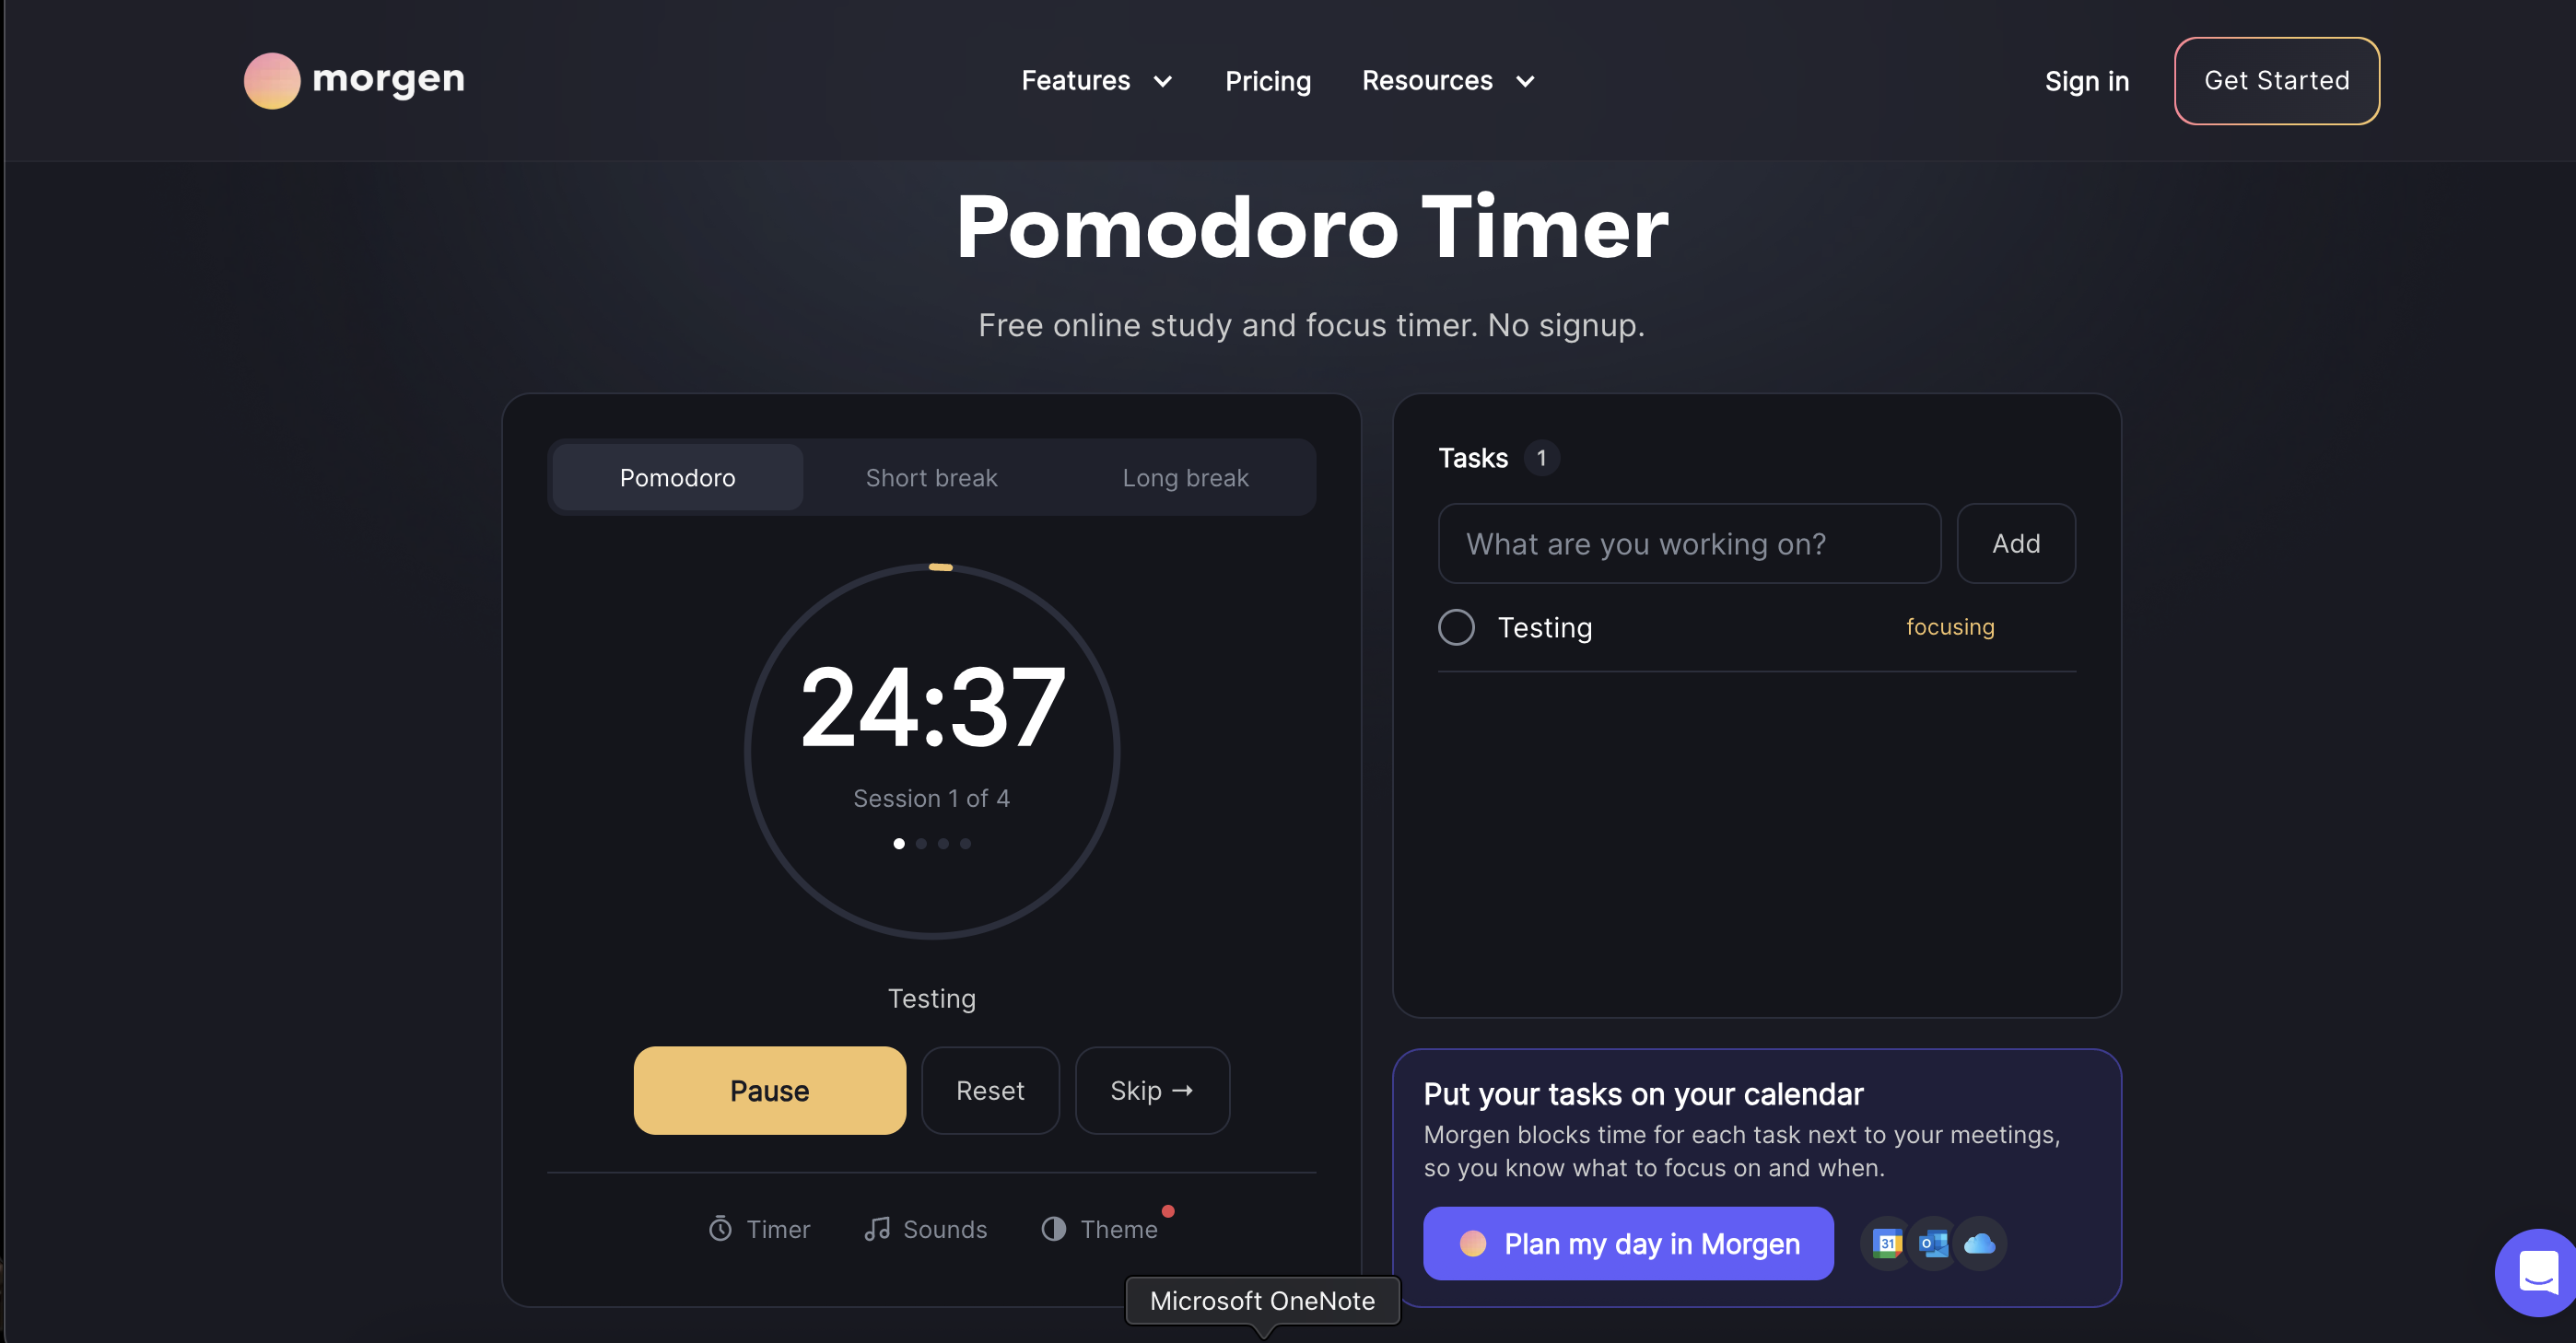 morgen
Features
Pricing
Resources
Sign in
Get Started
Pomodoro Timer
Free online study and focus timer. No signup.
Pomodoro
Short break
Long break
24:37
Session 1 of 4
Testing
Pause
Reset
Skip →
Timer
Sounds
Theme
Tasks 1
What are you working on?
Add
Testing
focusing
Put your tasks on your calendar
Morgen blocks time for each task next to your meetings,
so you know what to focus on and when.
Plan my day in Morgen
31
O
Microsoft OneNote